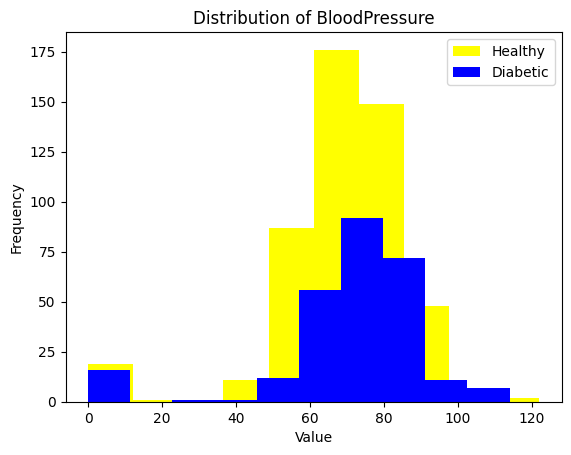 Distribution of BloodPressure
Healthy
Diabetic
Frequency
175
150
125
100
75
50
25
0
0 20 40 60 80 100 120
Value